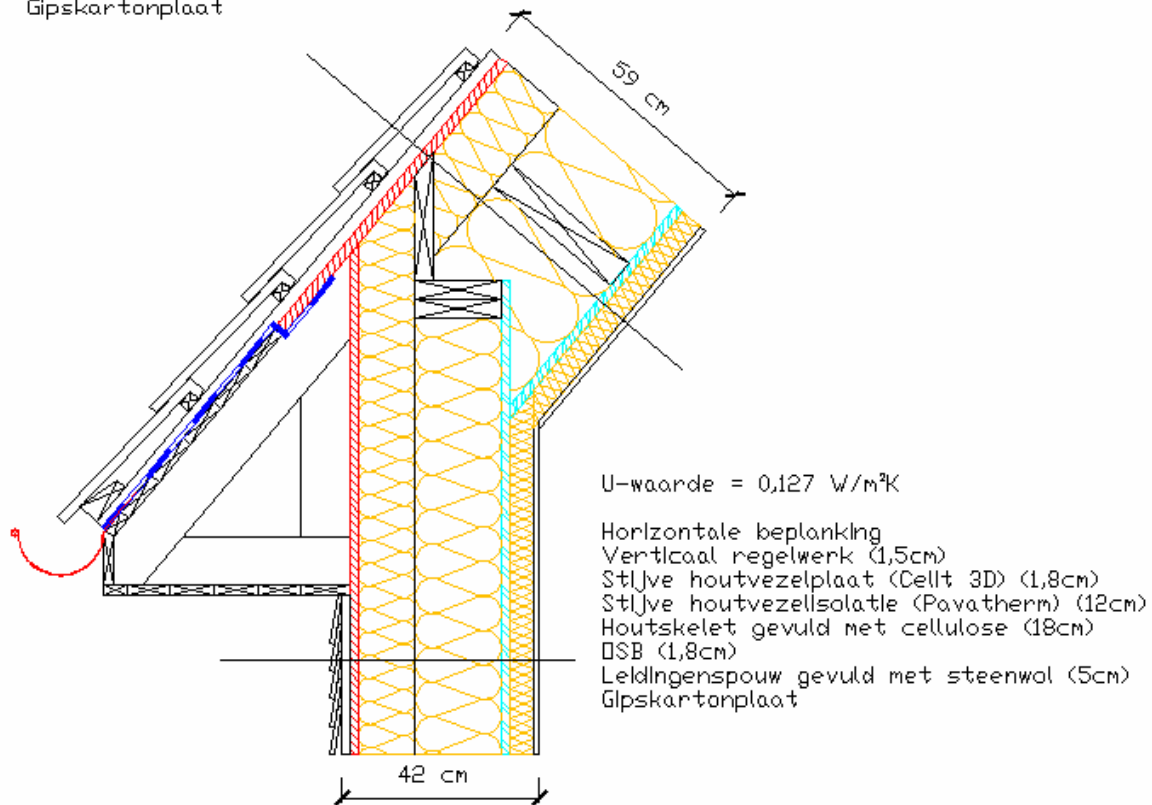 Gipskartonplaat
59 cm
U-waarde = 0,127 W/m²K
Horizontale beplanking
Verticaal regelwerk (1,5cm)
Stijve houtvezelplaat (Celit 3D) (1,8cm)
Stijve houtvezelisolatie (Pavatherm) (12cm)
Houtskelet gevuld met cellulose (18cm)
OSB (1,8cm)
Leidingenspouw gevuld met steenwol (5cm)
Gipskartonplaat
42 cm